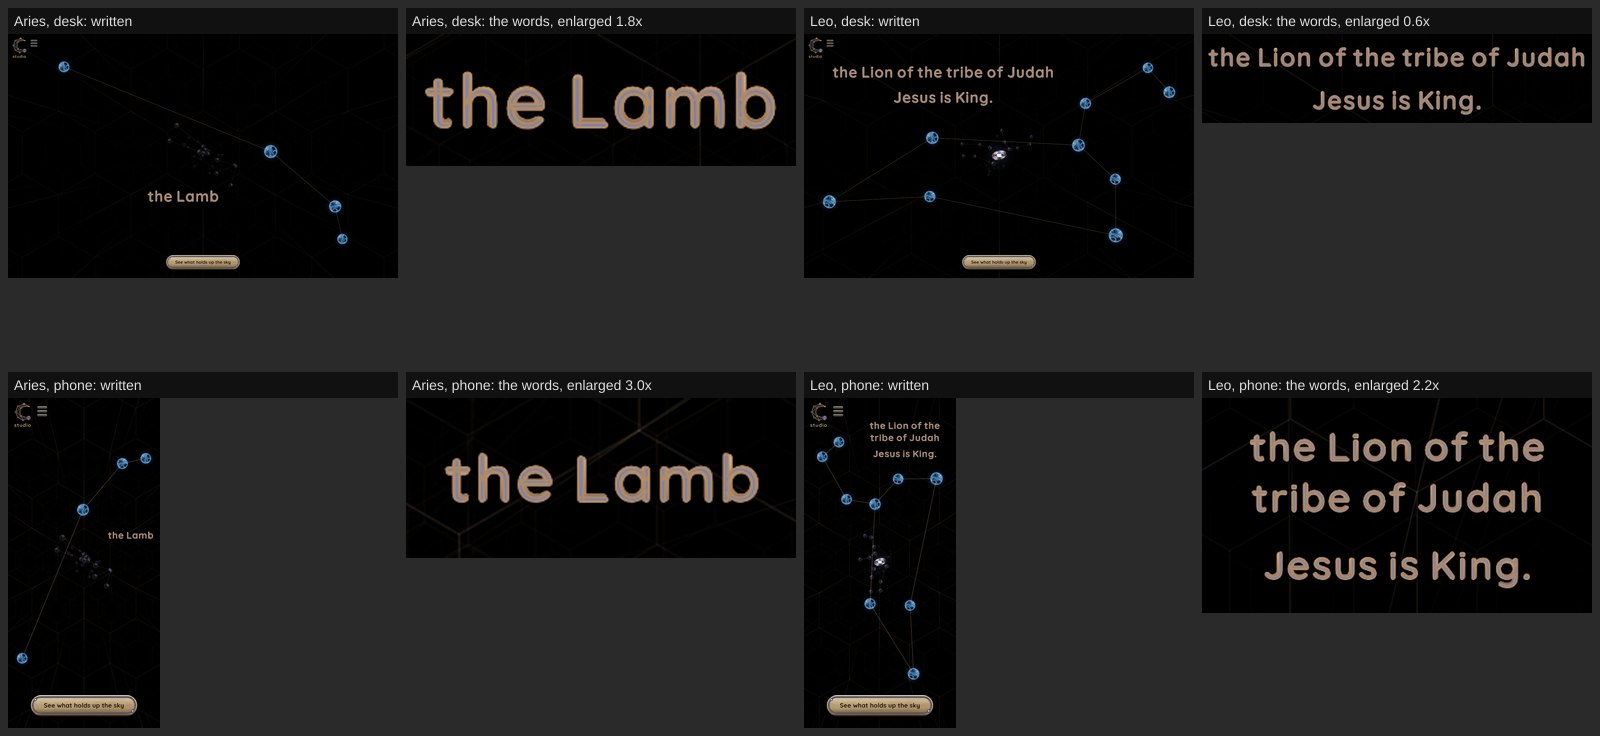 Aries, desk: written
studio
the Lamb
See what holds up the sky
Aries, desk: the words, enlarged 1.8x
the Lamb
Leo, desk: written
studio
the Lion of the tribe of Judah
Jesus is King.
See what holds up the sky
Leo, desk: the words, enlarged 0.6x
the Lion of the tribe of Judah
Jesus is King.
Aries, phone: written
studio
the Lamb
See what holds up the sky
Aries, phone: the words, enlarged 3.0x
the Lamb
Leo, phone: written
studio
the Lion of the
tribe of Judah
Jesus is King.
See what holds up the sky
Leo, phone: the words, enlarged 2.2x
the Lion of the
tribe of Judah
Jesus is King.